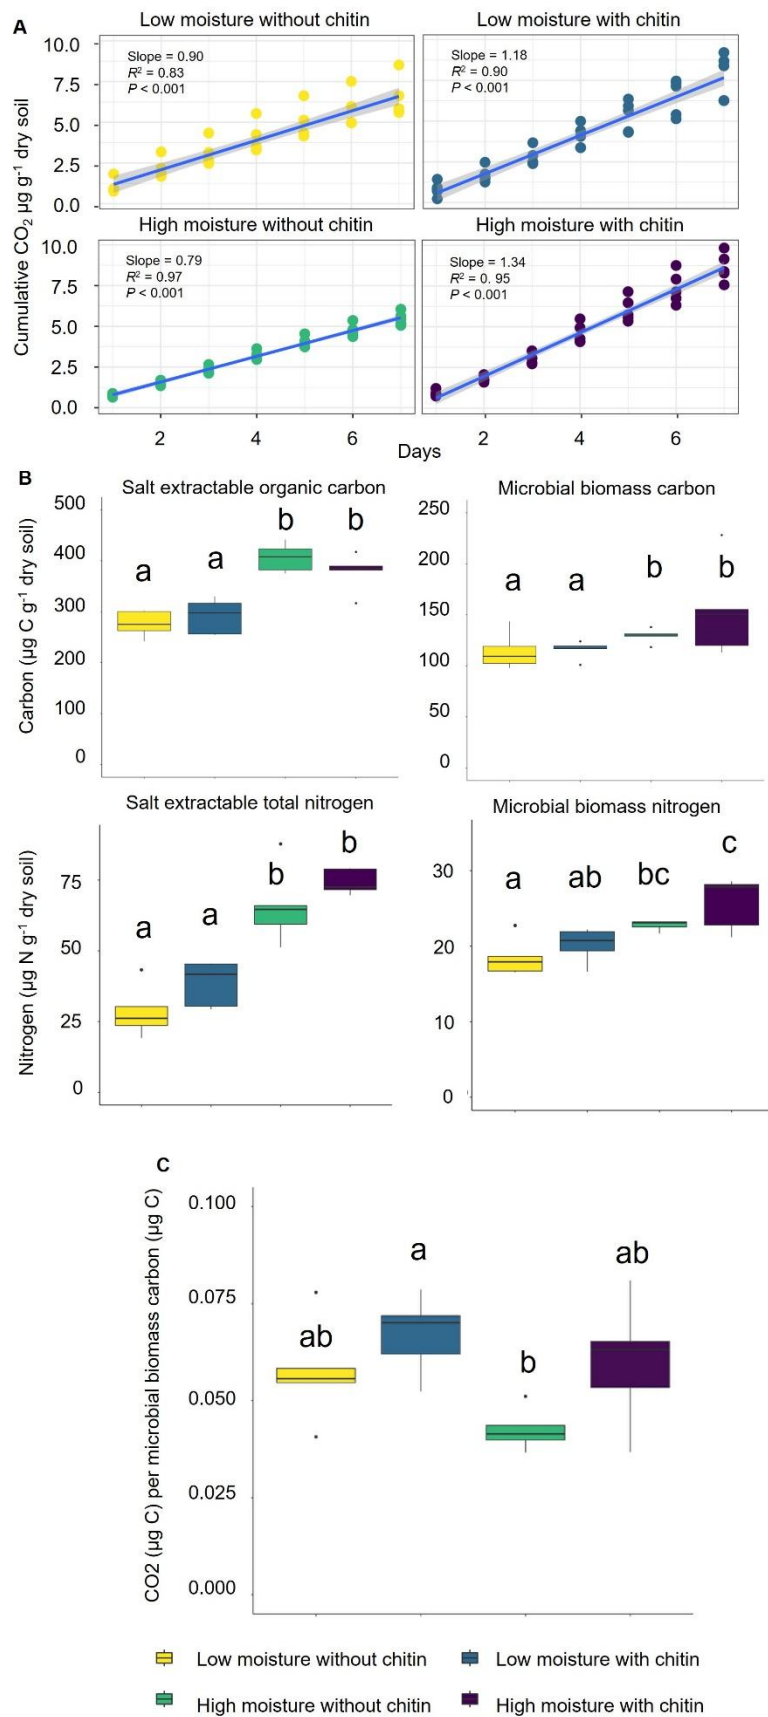 A
Low moisture without chitin
Low moisture with chitin
Cumulative CO₂ µg g⁻¹ dry soil
10.0
7.5
5.0
2.5
0.0
Slope = 0.90
R² = 0.83
P < 0.001
Slope = 1.18
R² = 0.90
P < 0.001
High moisture without chitin
High moisture with chitin
10.0
7.5
5.0
2.5
0.0
Slope = 0.79
R² = 0.97
P < 0.001
Slope = 1.34
R² = 0. 95
P < 0.001
2 4 6
2 4 6
Days
B
Salt extractable organic carbon
Microbial biomass carbon
Carbon (µg C g⁻¹ dry soil)
500
400
300
200
100
0
a a b b
250
200
150
100
50
0
a a b b
Salt extractable total nitrogen
Microbial biomass nitrogen
Nitrogen (µg N g⁻¹ dry soil)
75
50
25
0
a a b b
30
20
10
0
a ab bc c
C
CO2 (µg C) per microbial biomass carbon (µg C)
0.100
0.075
0.050
0.025
0.000
ab a b ab
Low moisture without chitin
Low moisture with chitin
High moisture without chitin
High moisture with chitin